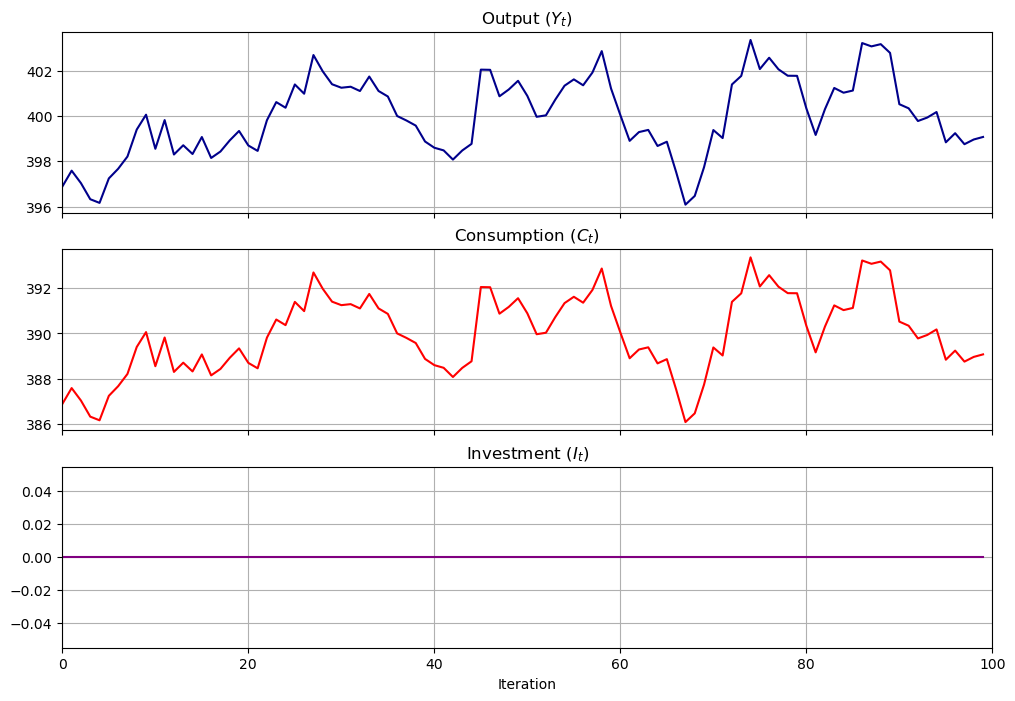 Output (Y_t)
402
400
398
396
Consumption (C_t)
392
390
388
386
Investment (I_t)
0.04
0.02
0.00
−0.02
−0.04
0 20 40 60 80 100
Iteration